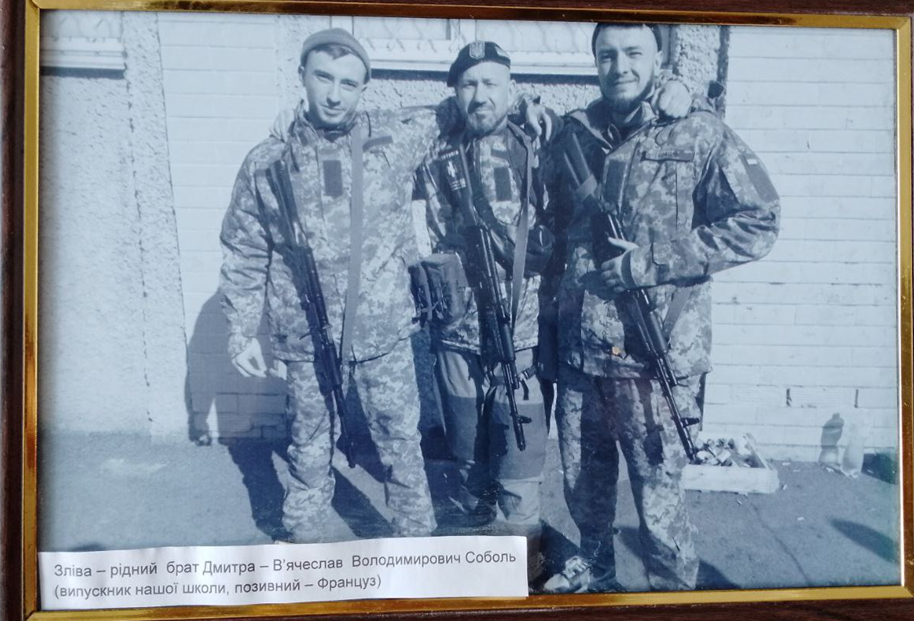 Зліва – рідний брат Дмитра – В'ячеслав Володимирович Соболь
(випускник нашої школи, позивний – Француз)